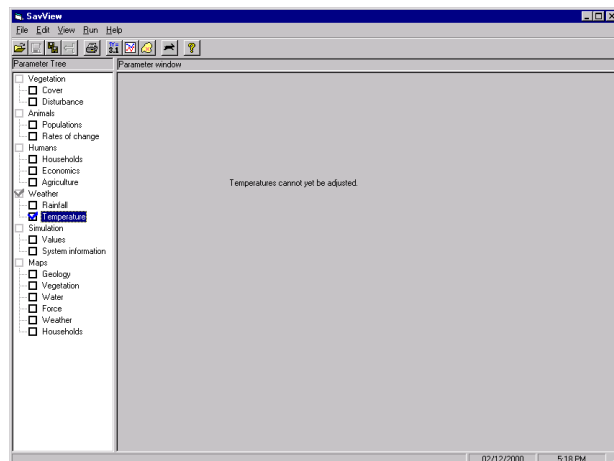 SavView
File Edit View Run Help
Parameter Tree
Parameter window
Vegetation
Cover
Disturbance
Animals
Populations
Rates of change
Humans
Households
Economics
Agriculture
Weather
Rainfall
Temperature
Simulation
Values
System information
Maps
Geology
Vegetation
Water
Force
Weather
Households
Temperatures cannot yet be adjusted.
02/12/2000
5:18 PM